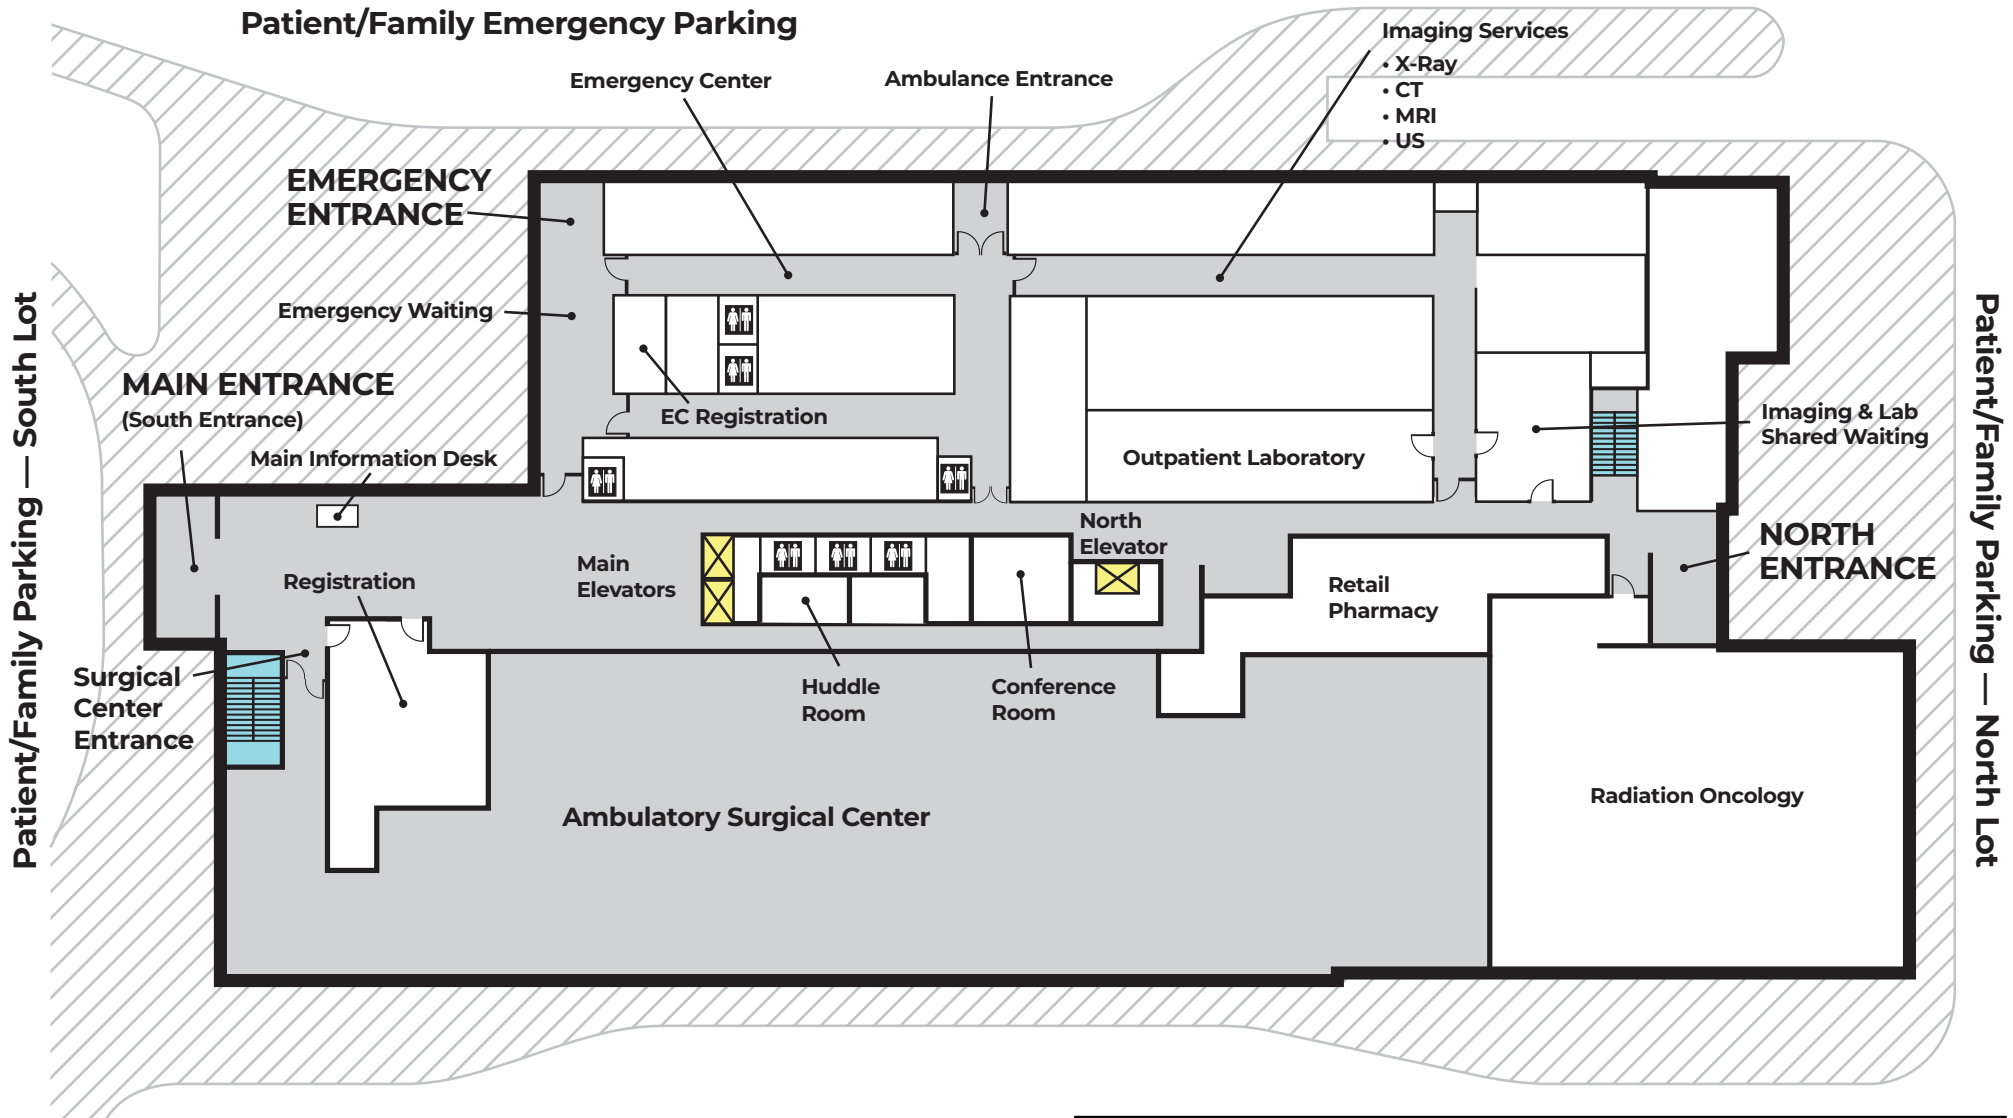 Patient/Family Emergency Parking
Imaging Services
• X-Ray
• CT
• MRI
• US
Emergency Center
Ambulance Entrance
EMERGENCY
ENTRANCE
Emergency Waiting
MAIN ENTRANCE
(South Entrance)
Main Information Desk
EC Registration
Outpatient Laboratory
Imaging & Lab
Shared Waiting
Patient/Family Parking — South Lot
Patient/Family Parking — North Lot
North
Elevator
NORTH
ENTRANCE
Main
Elevators
Registration
Retail
Pharmacy
Surgical
Center
Entrance
Huddle
Room
Conference
Room
Ambulatory Surgical Center
Radiation Oncology